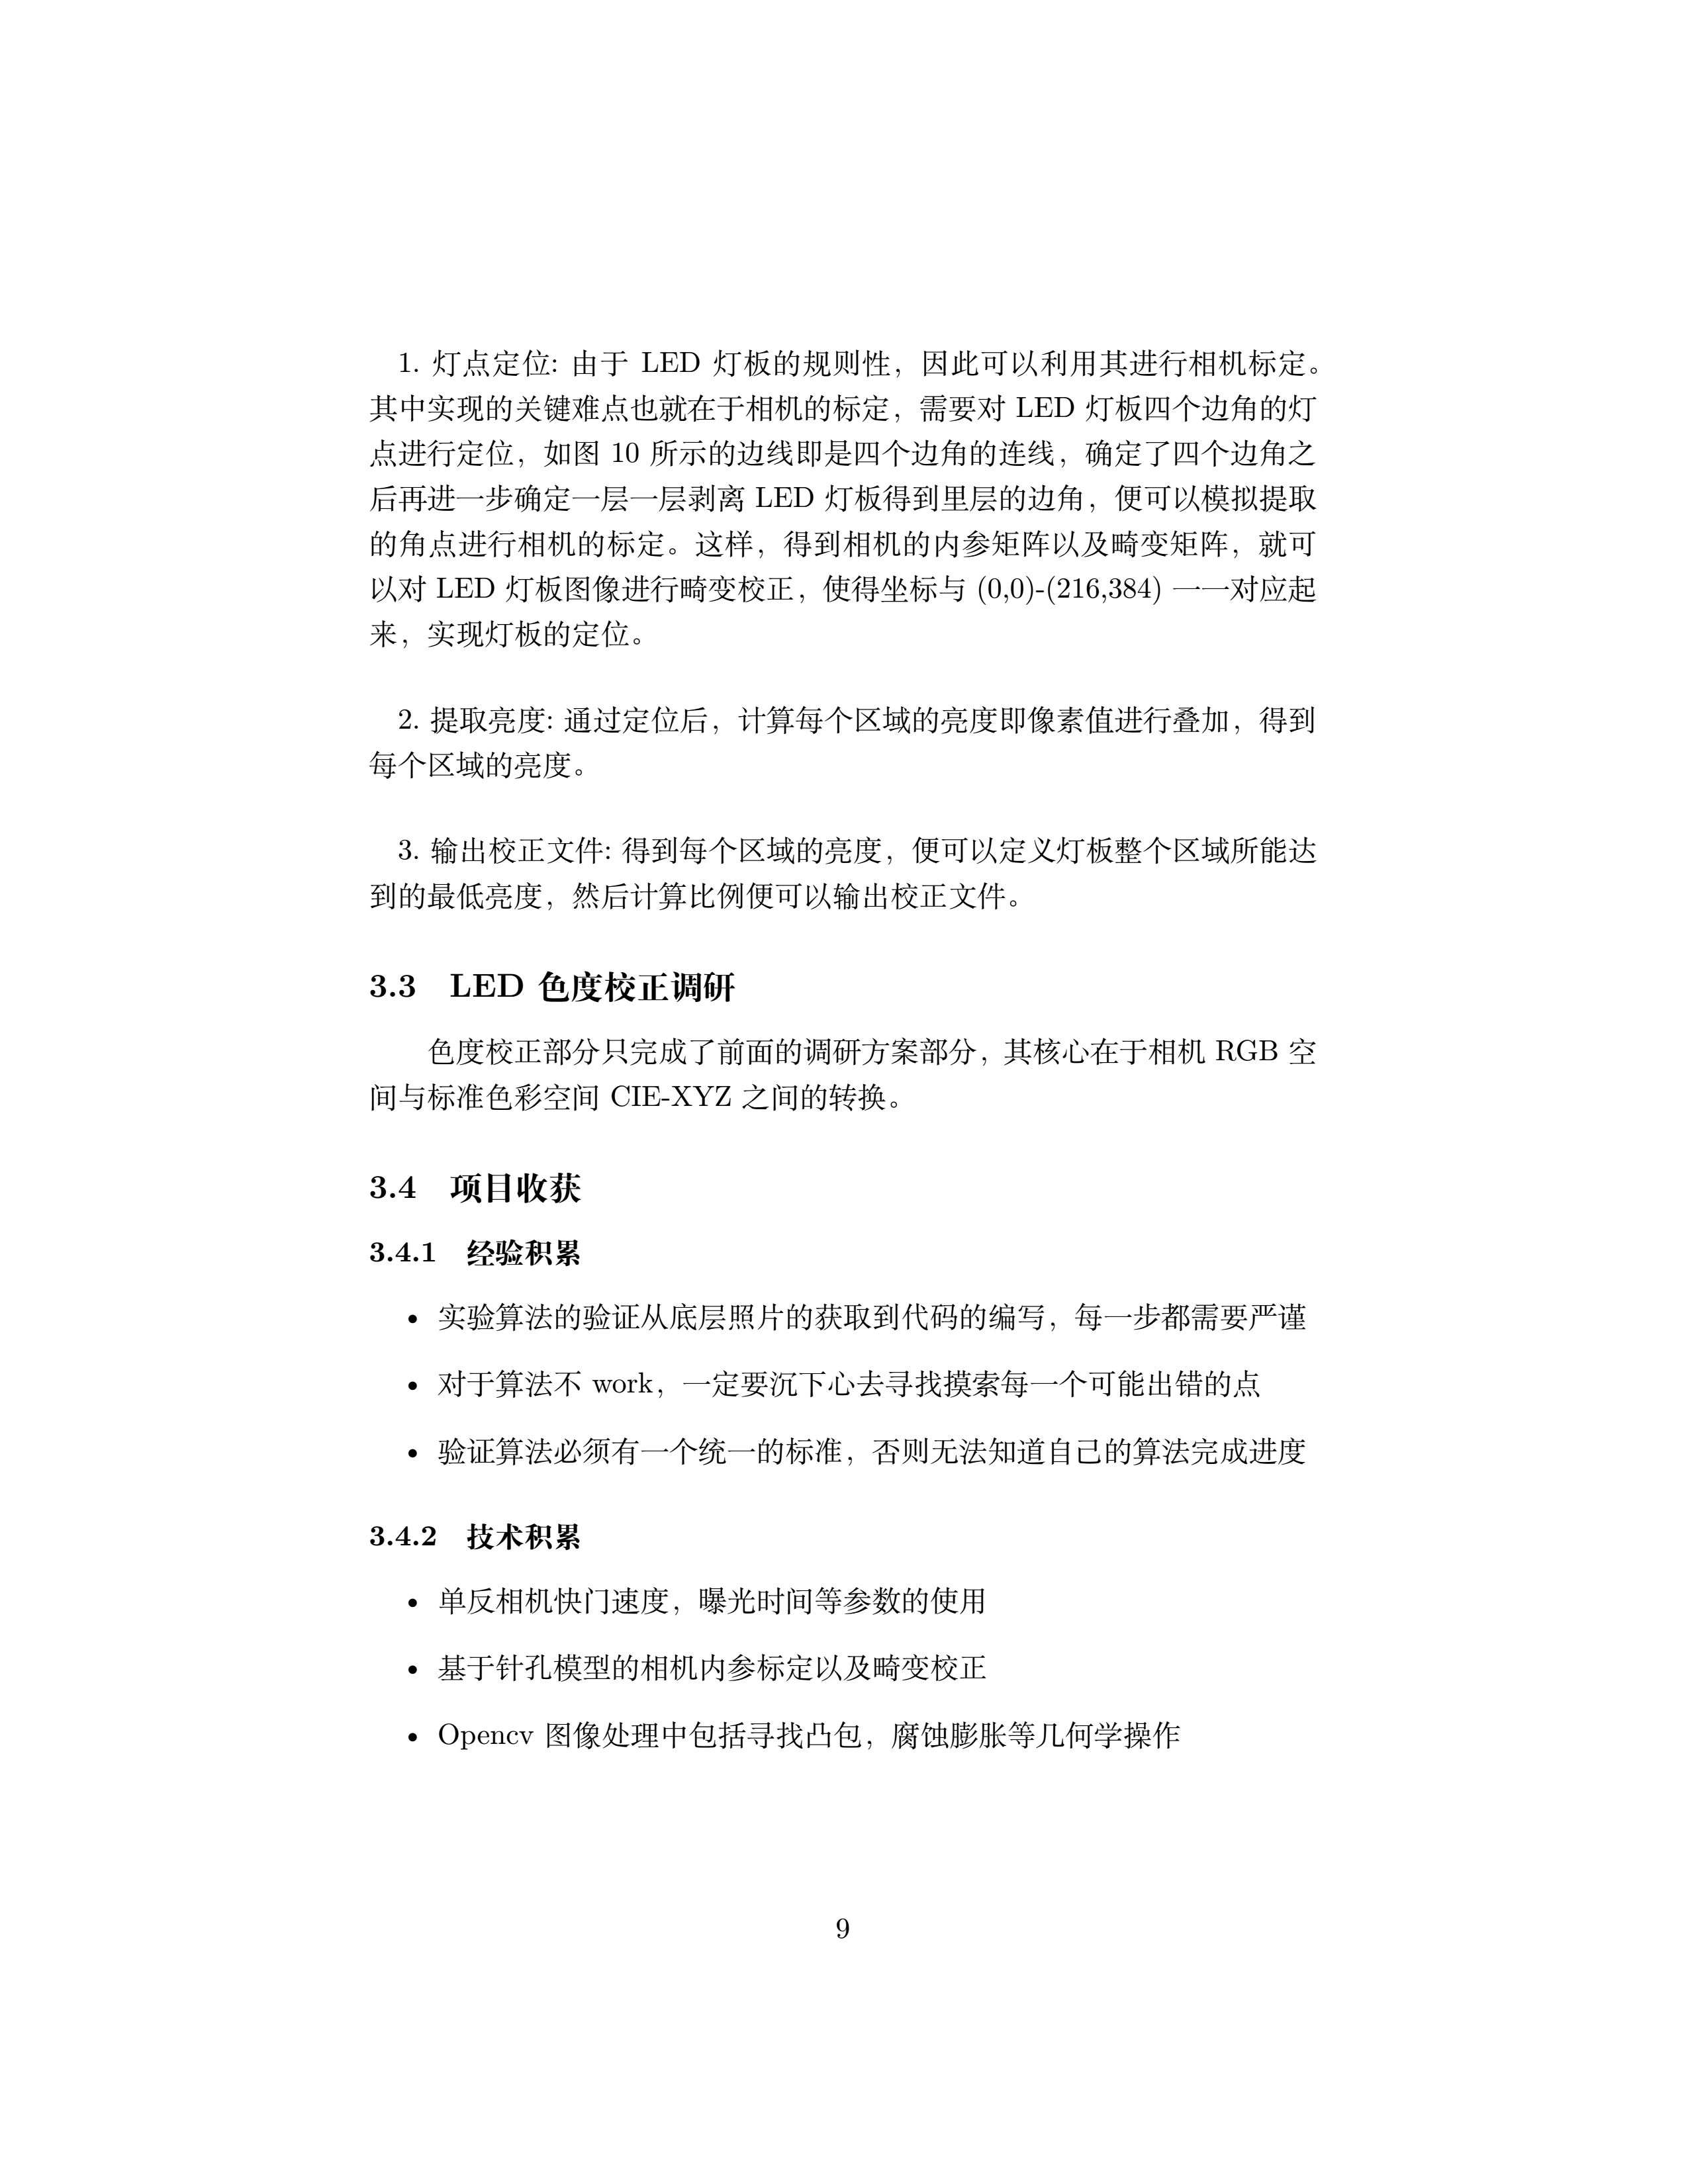 1. 灯点定位: 由于 LED 灯板的规则性，因此可以利用其进行相机标定。
其中实现的关键难点也就在于相机的标定，需要对 LED 灯板四个边角的灯
点进行定位，如图 10 所示的边线即是四个边角的连线，确定了四个边角之
后再进一步确定一层一层剥离 LED 灯板得到里层的边角，便可以模拟提取
的角点进行相机的标定。这样，得到相机的内参矩阵以及畸变矩阵，就可
以对 LED 灯板图像进行畸变校正，使得坐标与 (0,0)-(216,384) 一一对应起
来，实现灯板的定位。
2. 提取亮度: 通过定位后，计算每个区域的亮度即像素值进行叠加，得到
每个区域的亮度。
3. 输出校正文件: 得到每个区域的亮度，便可以定义灯板整个区域所能达
到的最低亮度，然后计算比例便可以输出校正文件。
3.3 LED 色度校正调研
色度校正部分只完成了前面的调研方案部分，其核心在于相机 RGB 空
间与标准色彩空间 CIE-XYZ 之间的转换。
3.4 项目收获
3.4.1 经验积累
• 实验算法的验证从底层照片的获取到代码的编写，每一步都需要严谨
• 对于算法不 work，一定要沉下心去寻找摸索每一个可能出错的点
• 验证算法必须有一个统一的标准，否则无法知道自己的算法完成进度
3.4.2 技术积累
• 单反相机快门速度，曝光时间等参数的使用
• 基于针孔模型的相机内参标定以及畸变校正
• Opencv 图像处理中包括寻找凸包，腐蚀膨胀等几何学操作
9